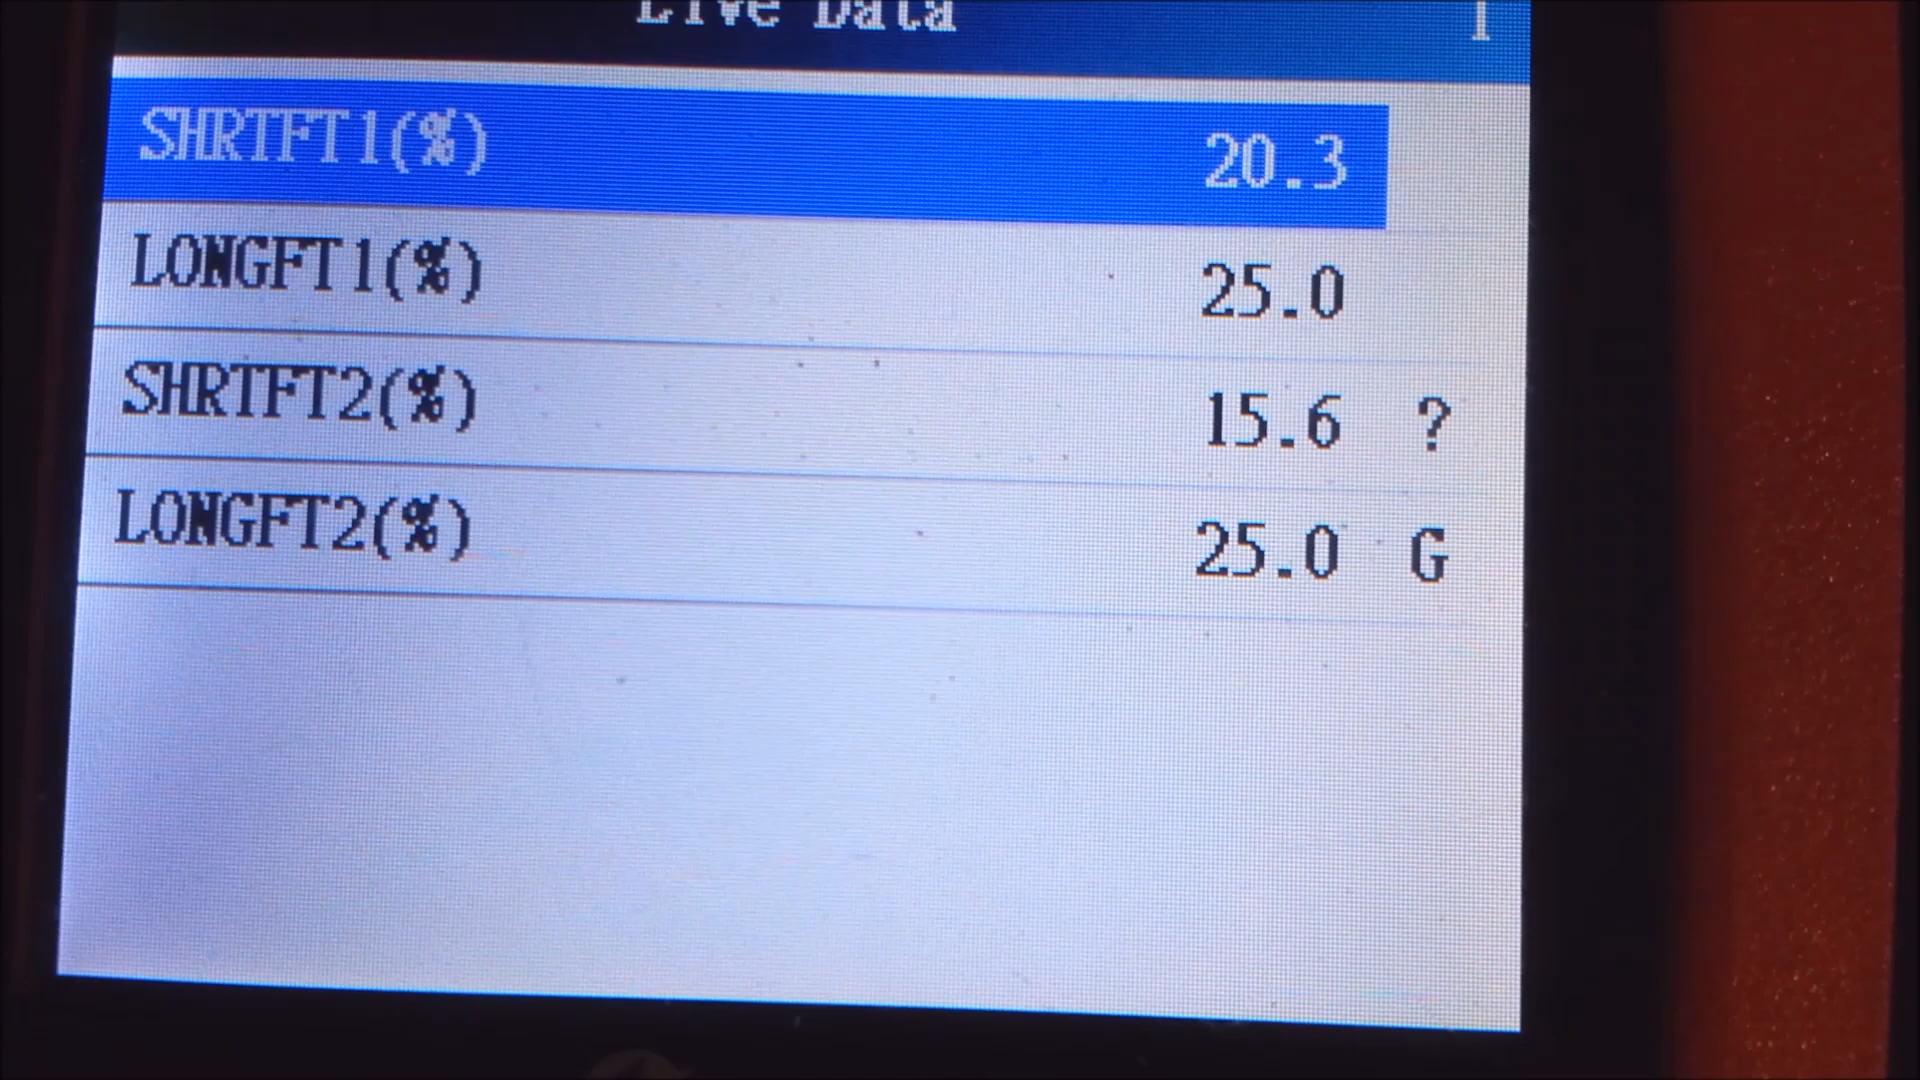 Live Data
SHRTFT1(%) 20.3
LONGFT1(%) 25.0
SHRTFT2(%) 15.6 ?
LONGFT2(%) 25.0 G